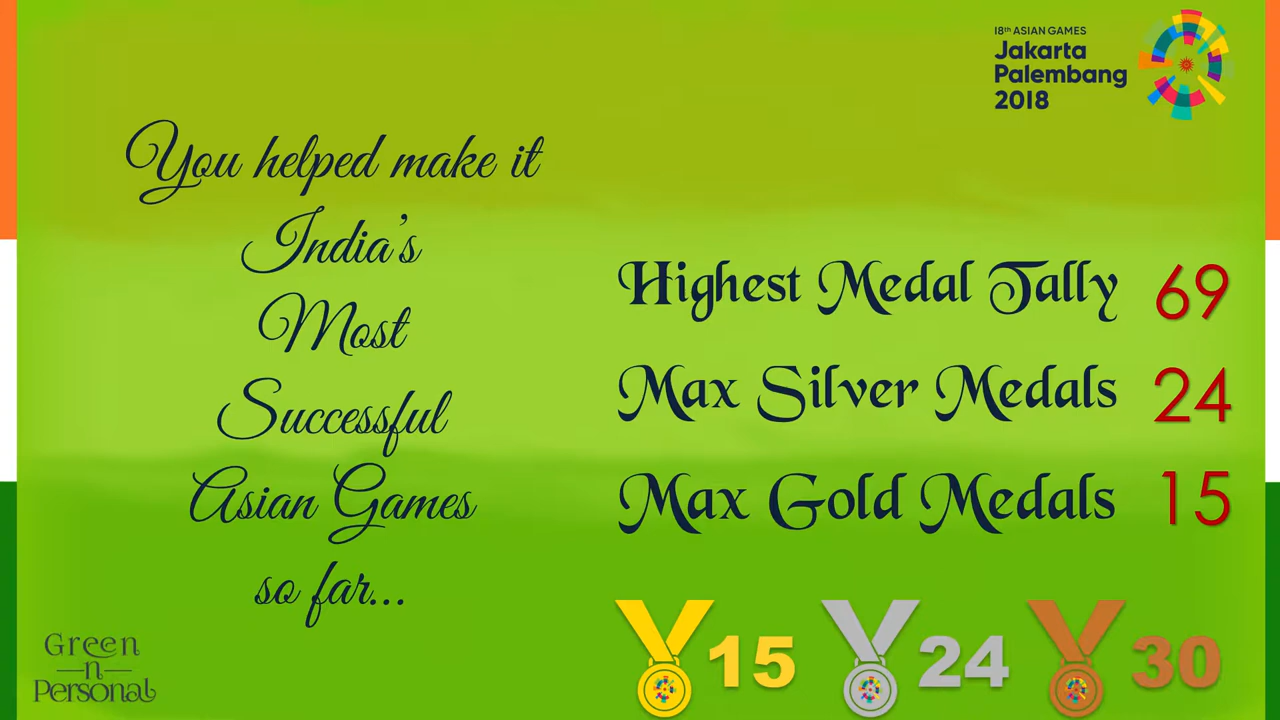 18th ASIAN GAMES
Jakarta
Palembang
2018
You helped make it
India's
Most
Successful
Asian Games
so far...
Highest Medal Tally 69
Max Silver Medals 24
Max Gold Medals 15
15 24 30
Green
n
Personal